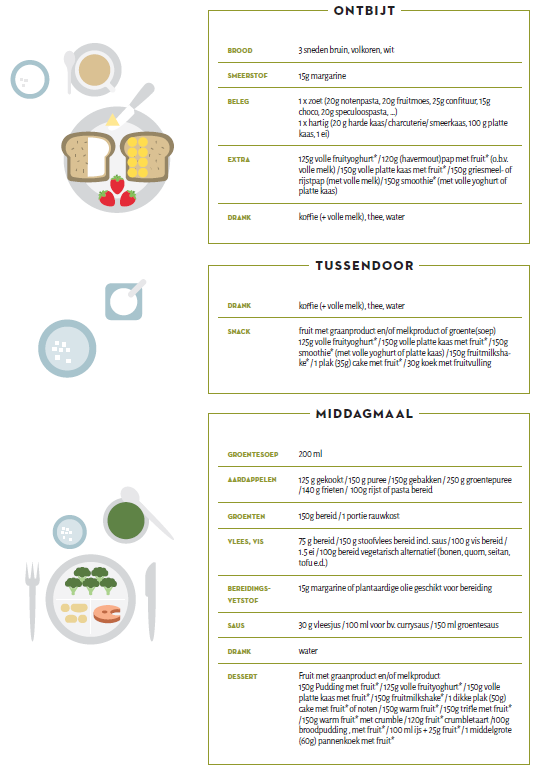 ONTBIJT
BROOD 3 sneden bruin, volkoren, wit
SMEERSTOF 15g margarine
BELEG 1 x zoet (20g notenpasta, 20g fruitmoes, 25g confituur, 15g
choco, 20g speculoospasta, ...)
1 x hartig (20 g harde kaas/ charcuterie/ smeerkaas, 100 g platte
kaas, 1 ei)
EXTRA 125g volle fruityoghurt* / 120g (havermout)pap met fruit* (o.b.v.
volle melk) /150g volle platte kaas met fruit* / 150g griesmeel- of
rijstpap (met volle melk)/ 150g smoothie* (met volle yoghurt of
platte kaas)
DRANK koffie (+ volle melk), thee, water
TUSSENDOOR
DRANK koffie (+ volle melk), thee, water
SNACK fruit met graanproduct en/of melkproduct of groente(soep)
125g volle fruityoghurt* / 150g volle platte kaas met fruit* / 150g
smoothie* (met volle yoghurt of platte kaas) / 150g fruitmilksha-
ke* / 1 plak (35g) cake met fruit* / 30g koek met fruitvulling
MIDDAGMAAL
GROENTESOEP 200 ml
AARDAPPELEN 125 g gekookt / 150 g puree / 150g gebakken / 250 g groentepuree
/ 140 g frieten / 100g rijst of pasta bereid
GROENTEN 150g bereid / 1 portie rauwkost
VLEES, VIS 75 g bereid / 150 g stoofvlees bereid incl. saus / 100 g vis bereid /
1.5 ei / 100g bereid vegetarisch alternatief (bonen, quorn, seitan,
tofu e.d.)
BEREIDINGS- 15g margarine of plantaardige olie geschikt voor bereiding
VETSTOF
SAUS 30 g vleesjus / 100 ml voor bv. currysaus / 150 ml groentesaus
DRANK water
DESSERT Fruit met graanproduct en/of melkproduct
150g Pudding met fruit* / 125g volle fruityoghurt* / 150g volle
platte kaas met fruit* / 150g fruitmilkshake* / 1 dikke plak (50g)
cake met fruit* of noten / 150g warm fruit* / 150g trifle met fruit*
/ 150g warm fruit* met crumble / 120g fruit* crumbletaart /100g
broodpudding , met fruit* / 100 ml ijs + 25g fruit* / 1 middelgrote
(60g) pannenkoek met fruit*